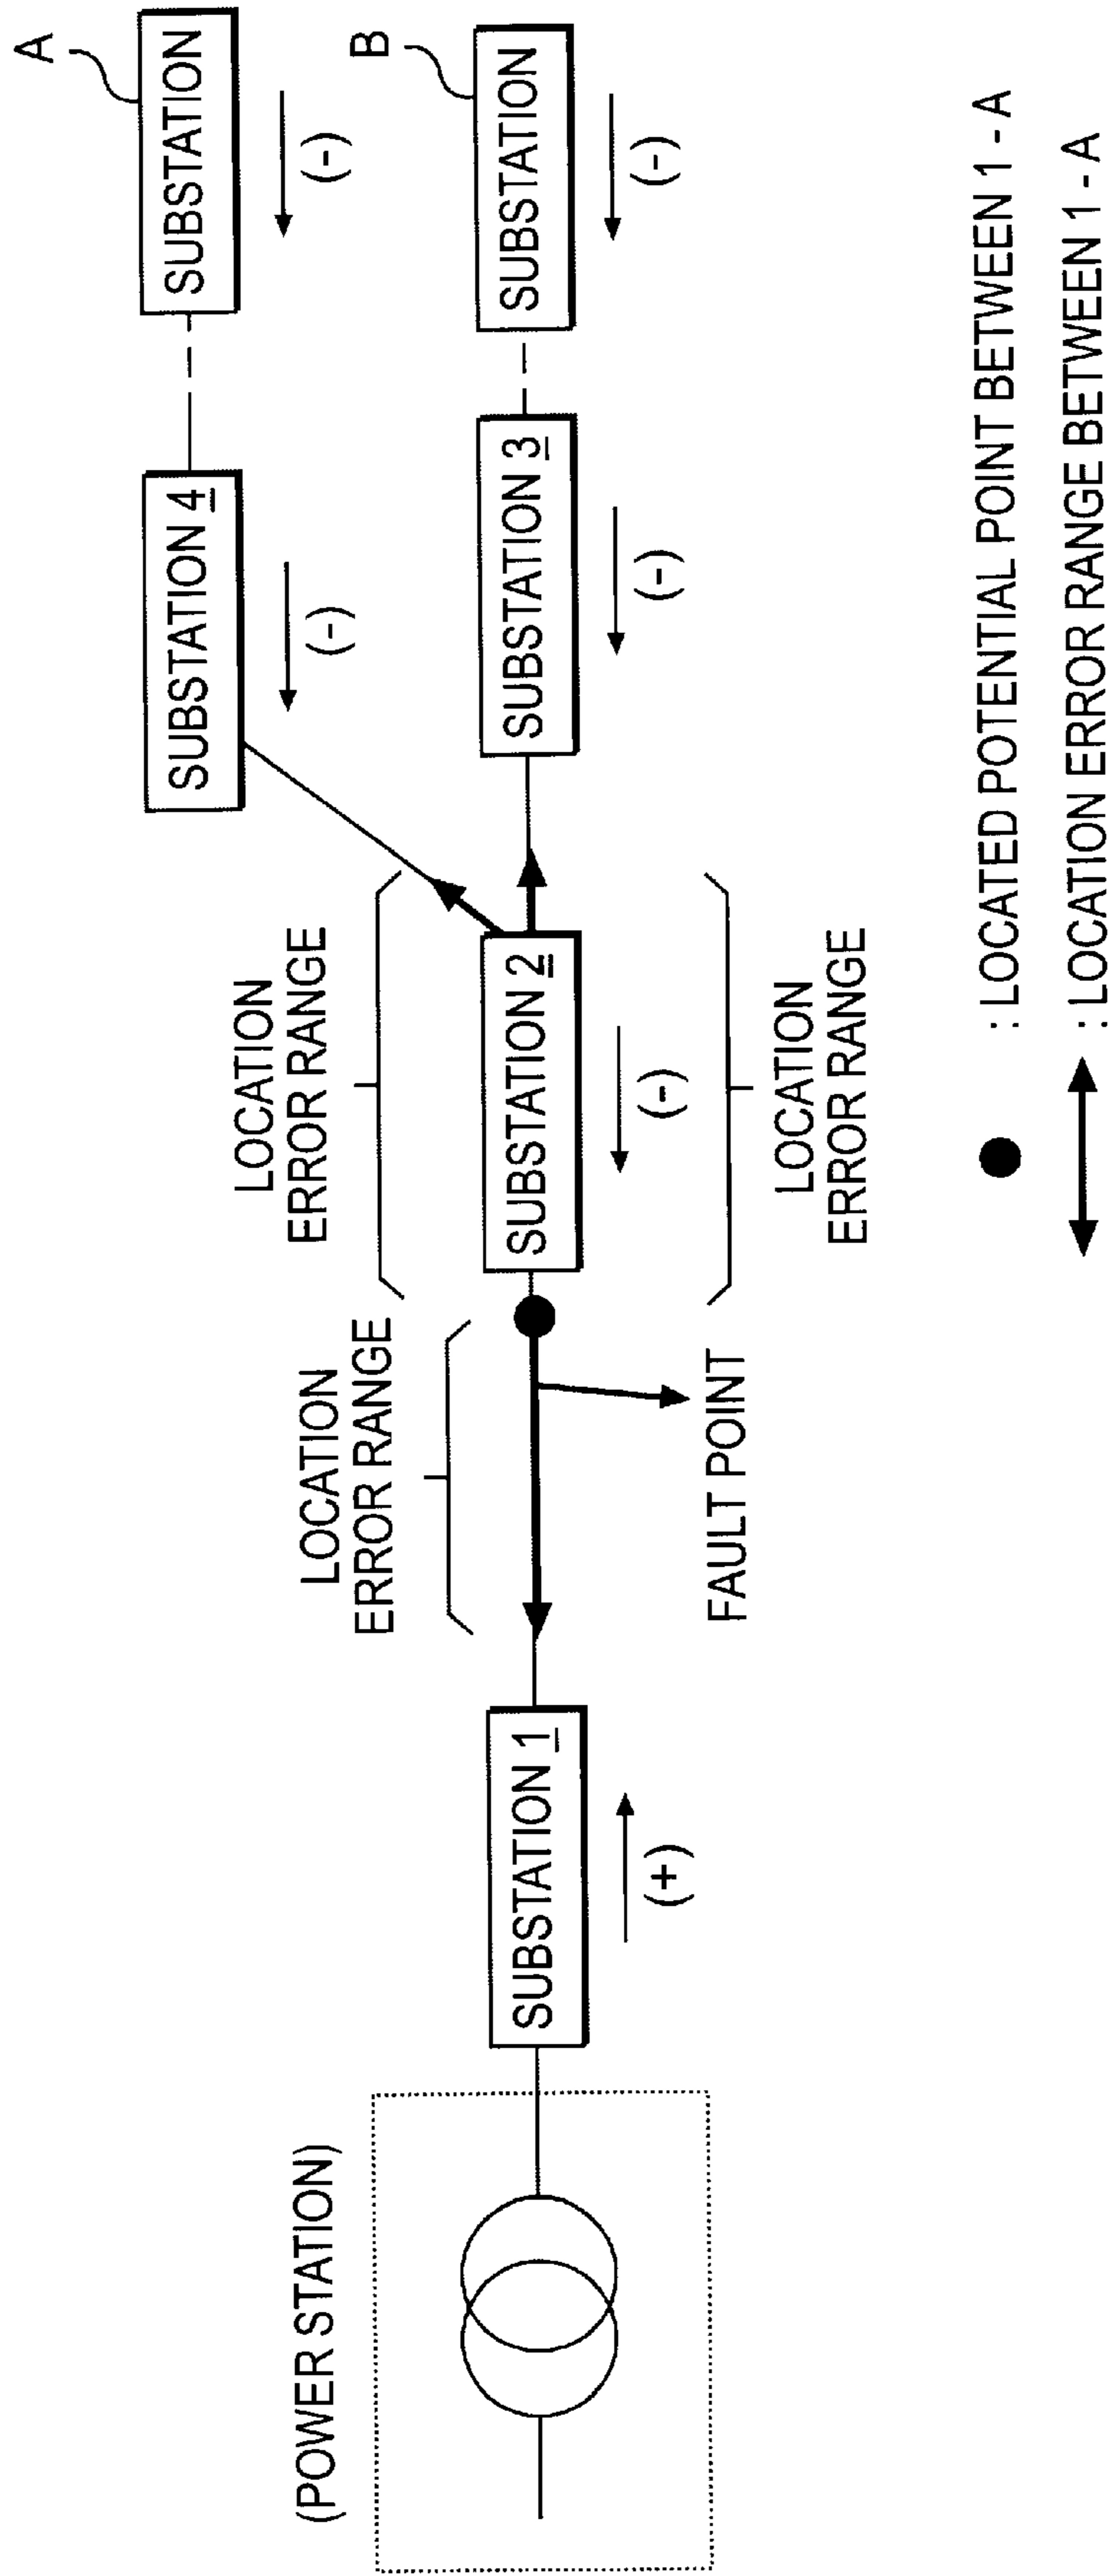 (POWER STATION)
SUBSTATION 1
(+)
LOCATION
ERROR RANGE
FAULT POINT
LOCATION
ERROR RANGE
SUBSTATION 2
(-)
LOCATION
ERROR RANGE
SUBSTATION 4
(-)
SUBSTATION 3
(-)
A
SUBSTATION
(-)
B
SUBSTATION
(-)
: LOCATED POTENTIAL POINT BETWEEN 1 - A
: LOCATION ERROR RANGE BETWEEN 1 - A